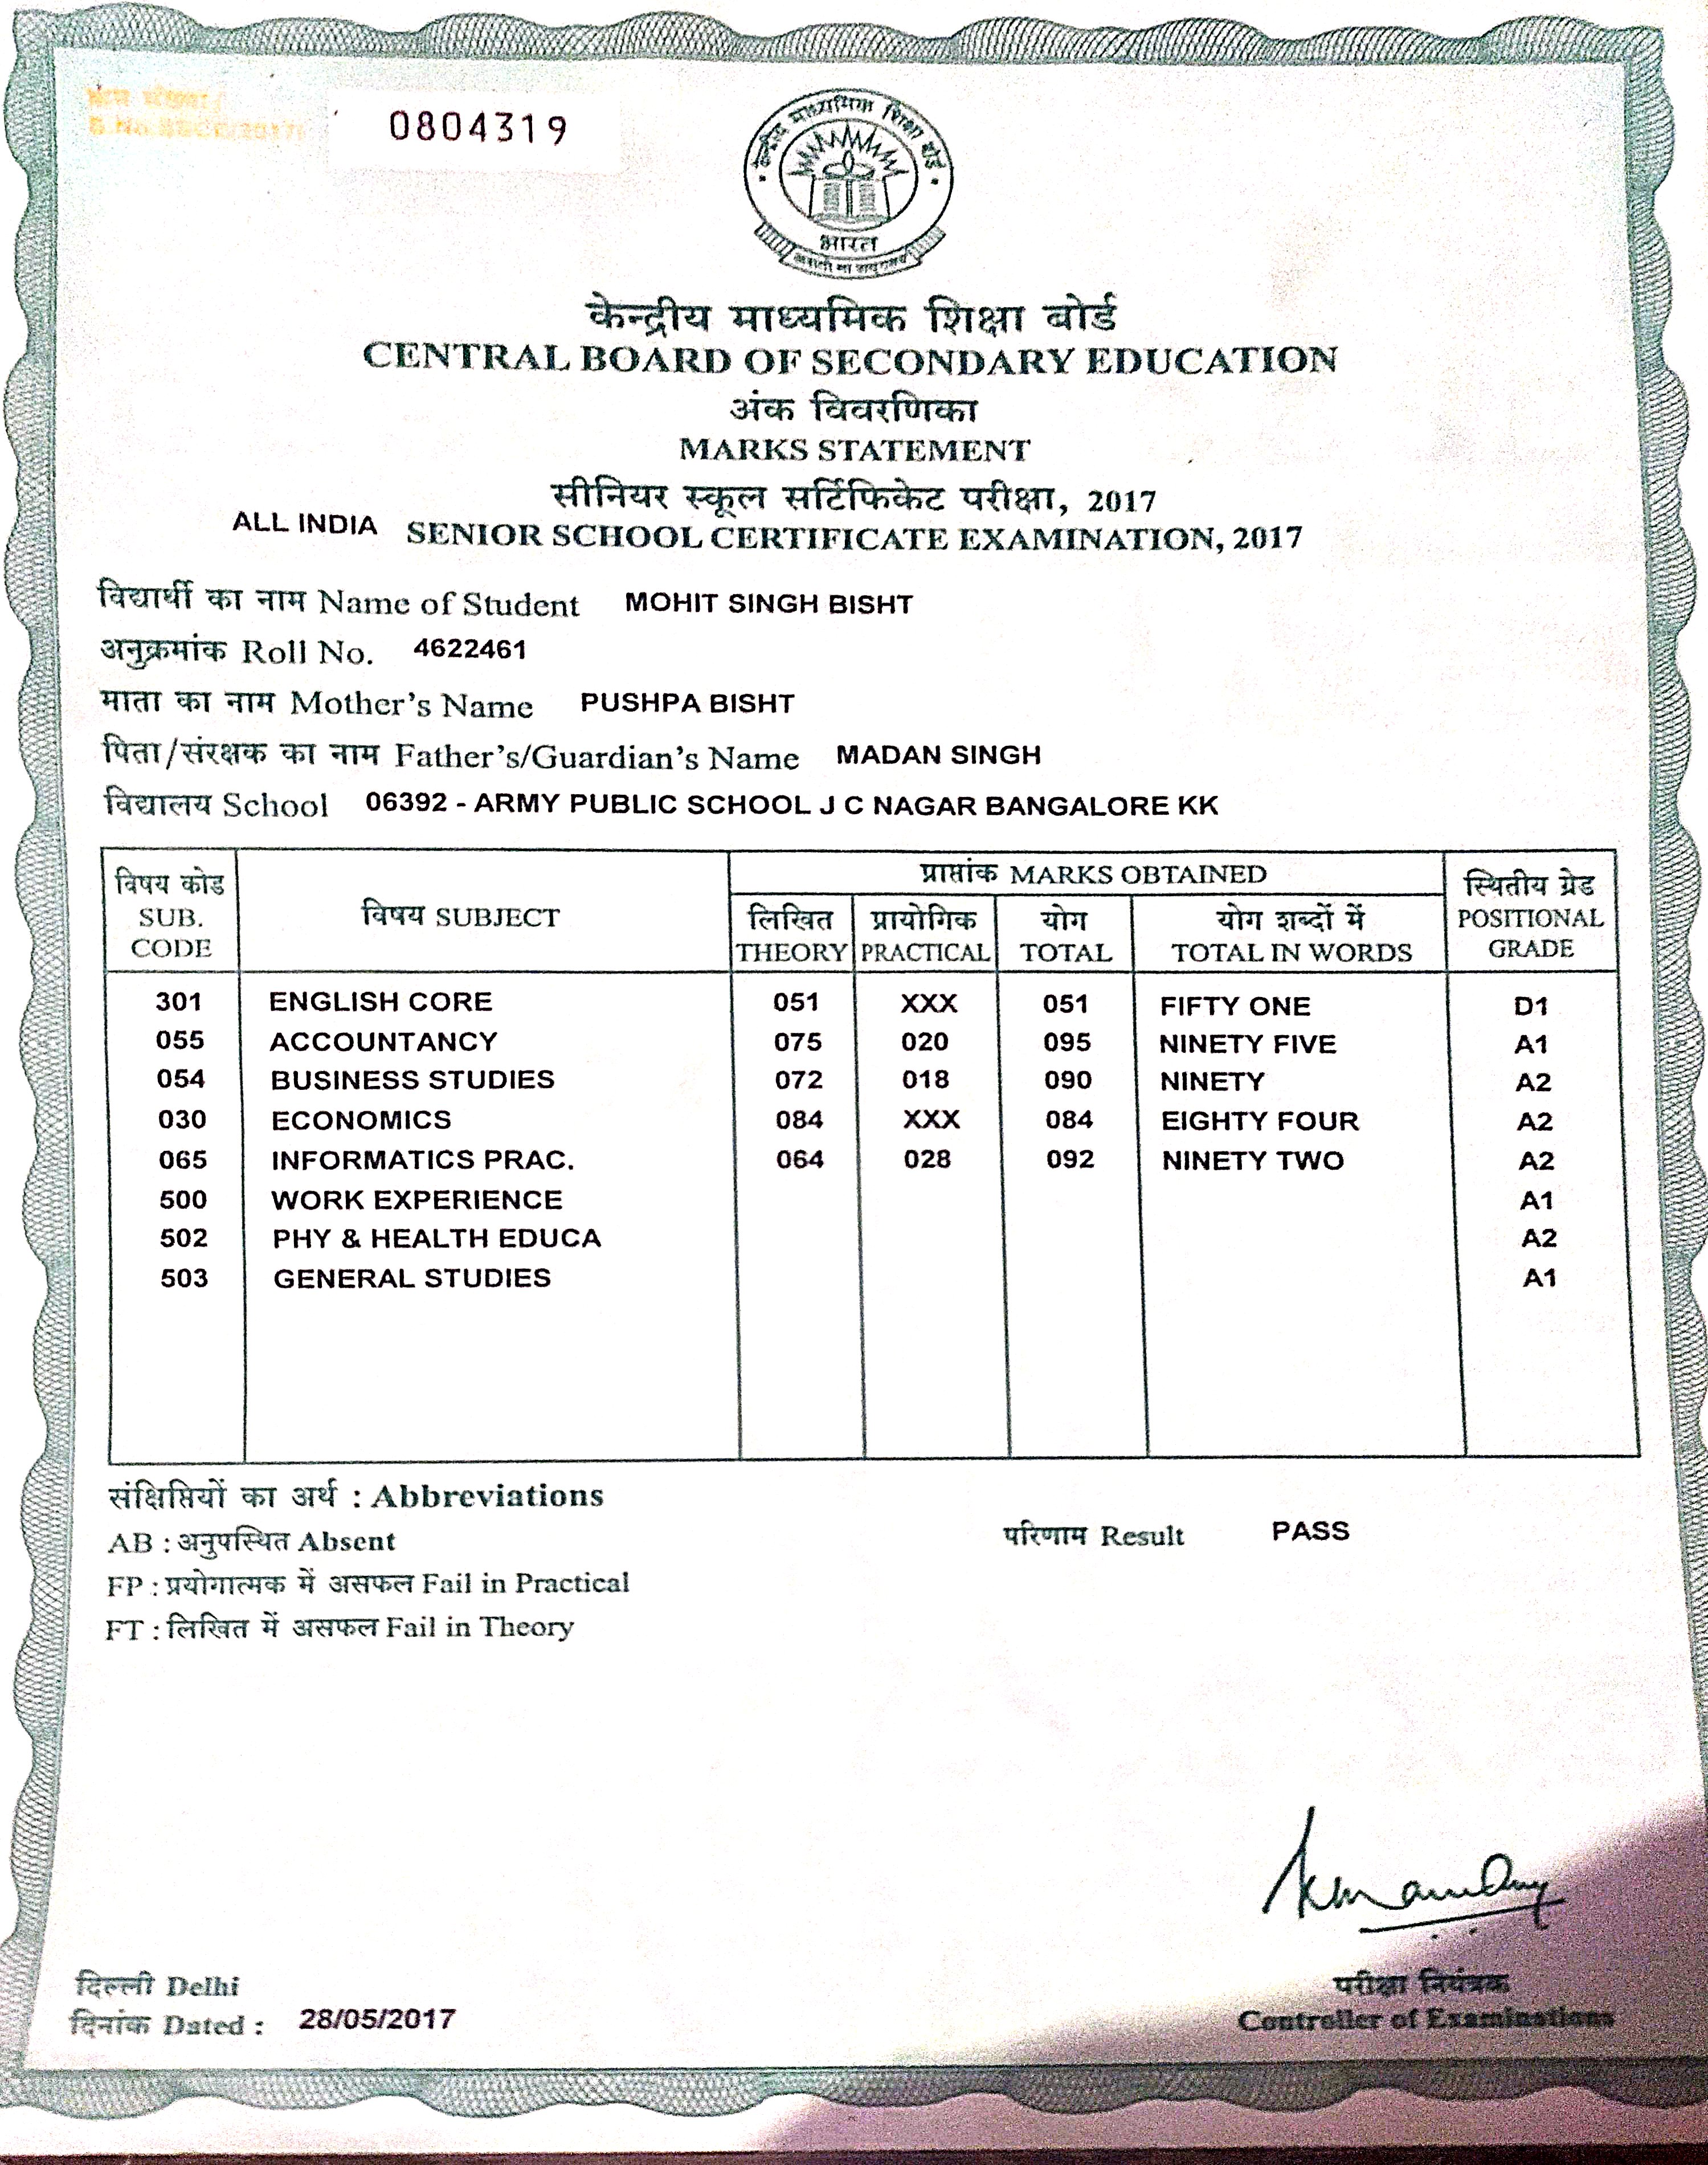 क्रम संख्या /
S.No.SSCE/2017/ 0804319
केन्द्रीय माध्यमिक शिक्षा बोर्ड
भारत
केन्द्रीय माध्यमिक शिक्षा बोर्ड
CENTRAL BOARD OF SECONDARY EDUCATION
अंक विवरणिका
MARKS STATEMENT
सीनियर स्कूल सर्टिफिकेट परीक्षा, 2017
ALL INDIA SENIOR SCHOOL CERTIFICATE EXAMINATION, 2017
विद्यार्थी का नाम Name of Student MOHIT SINGH BISHT
अनुक्रमांक Roll No. 4622461
माता का नाम Mother's Name PUSHPA BISHT
पिता/संरक्षक का नाम Father's/Guardian's Name MADAN SINGH
विद्यालय School 06392 - ARMY PUBLIC SCHOOL J C NAGAR BANGALORE KK
विषय कोड SUB. CODE विषय SUBJECT प्राप्तांक MARKS OBTAINED स्थितीय ग्रेड POSITIONAL GRADE
लिखित THEORY प्रायोगिक PRACTICAL योग TOTAL योग शब्दों में TOTAL IN WORDS
301 ENGLISH CORE 051 XXX 051 FIFTY ONE D1
055 ACCOUNTANCY 075 020 095 NINETY FIVE A1
054 BUSINESS STUDIES 072 018 090 NINETY A2
030 ECONOMICS 084 XXX 084 EIGHTY FOUR A2
065 INFORMATICS PRAC. 064 028 092 NINETY TWO A2
500 WORK EXPERIENCE A1
502 PHY & HEALTH EDUCA A2
503 GENERAL STUDIES A1
संक्षिप्तियों का अर्थ : Abbreviations
AB : अनुपस्थित Absent
परिणाम Result PASS
FP : प्रयोगात्मक में असफल Fail in Practical
FT : लिखित में असफल Fail in Theory
दिल्ली Delhi
दिनांक Dated : 28/05/2017
परीक्षा नियंत्रक
Controller of Examinations